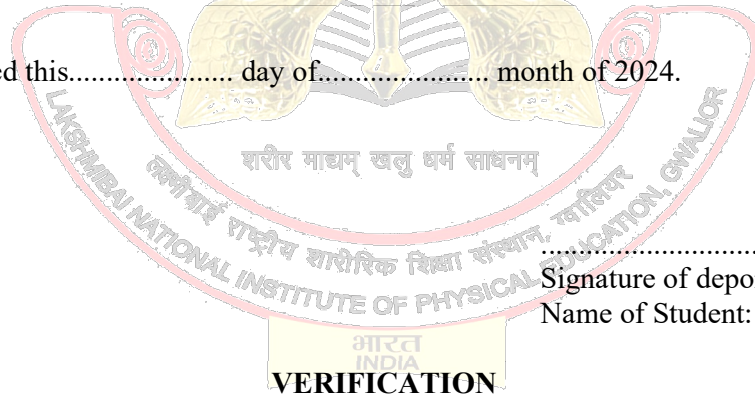 ed this...................... day of....................... month of 2024.
शरीर माद्यम् खलु धर्म साधनम्
लक्ष्मीबाई राष्ट्रीय शारीरिक शिक्षा संस्थान, ग्वालियर
LAKSHMIBAI NATIONAL INSTITUTE OF PHYSICAL EDUCATION, GWALIOR
............................
Signature of depo
Name of Student:
भारत
INDIA
VERIFICATION